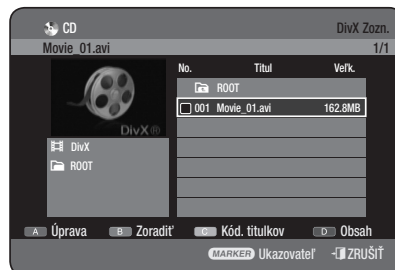 CD DivX Zozn.
Movie_01.avi 1/1
No. Titul Veľk.
ROOT
001 Movie_01.avi 162.8MB
DivX®
DivX
ROOT
A Úprava B Zoradiť C Kód. titulkov D Obsah
MARKER Ukazovateľ ZRUŠIŤ